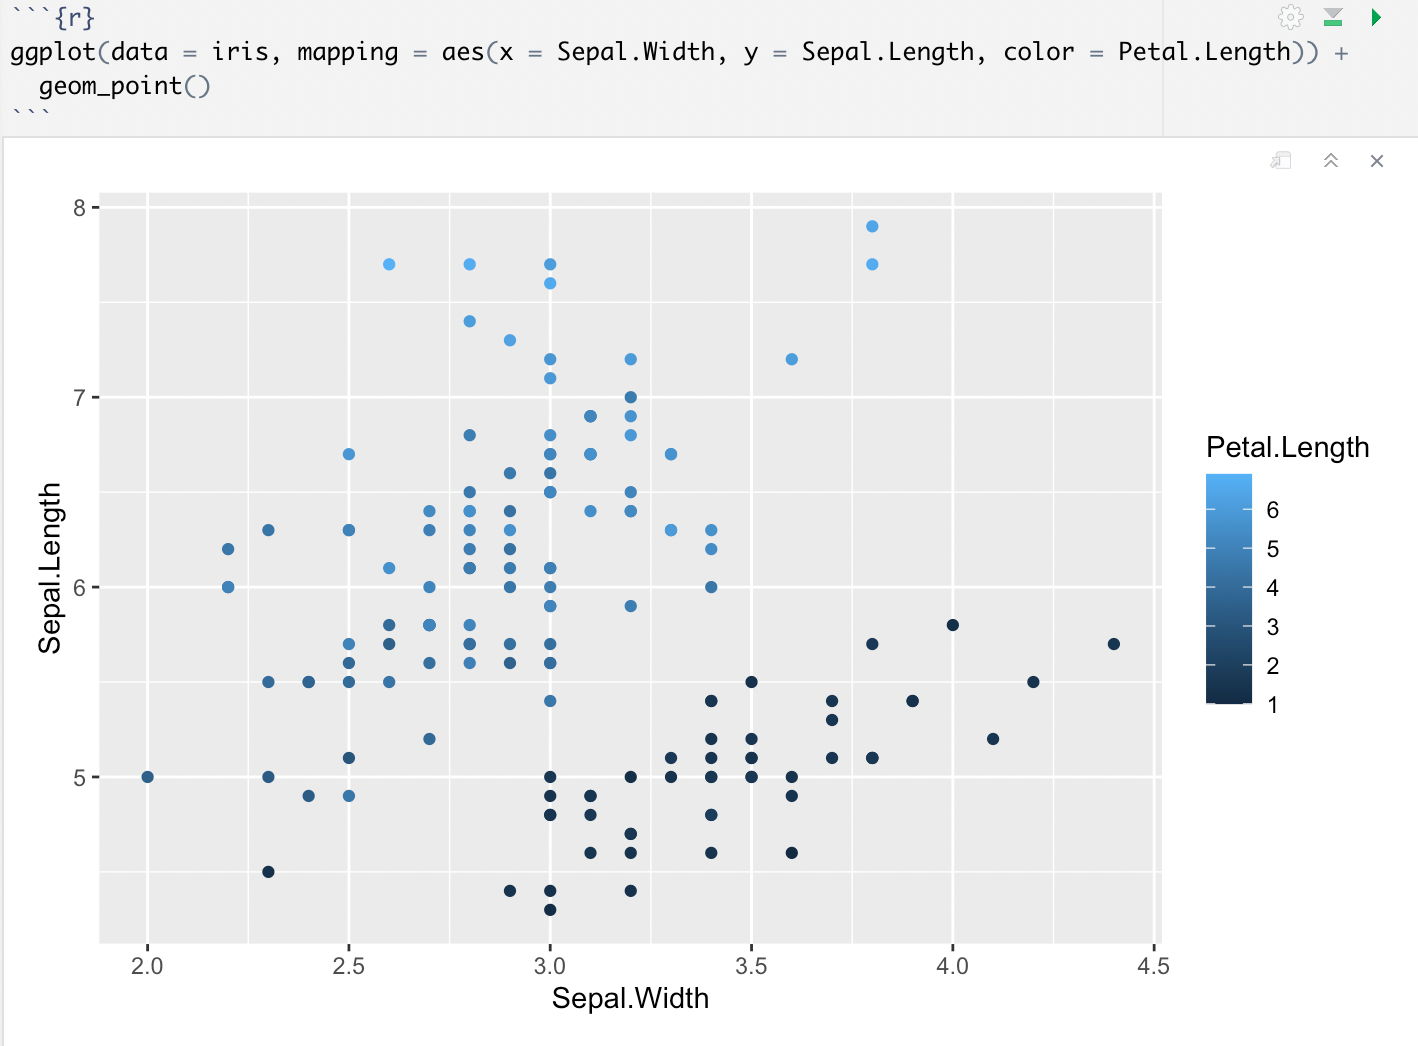 ```{r}
ggplot(data = iris, mapping = aes(x = Sepal.Width, y = Sepal.Length, color = Petal.Length)) +
  geom_point()
```
8
7
6
5
Sepal.Length
2.0 2.5 3.0 3.5 4.0 4.5
Sepal.Width
Petal.Length
6
5
4
3
2
1